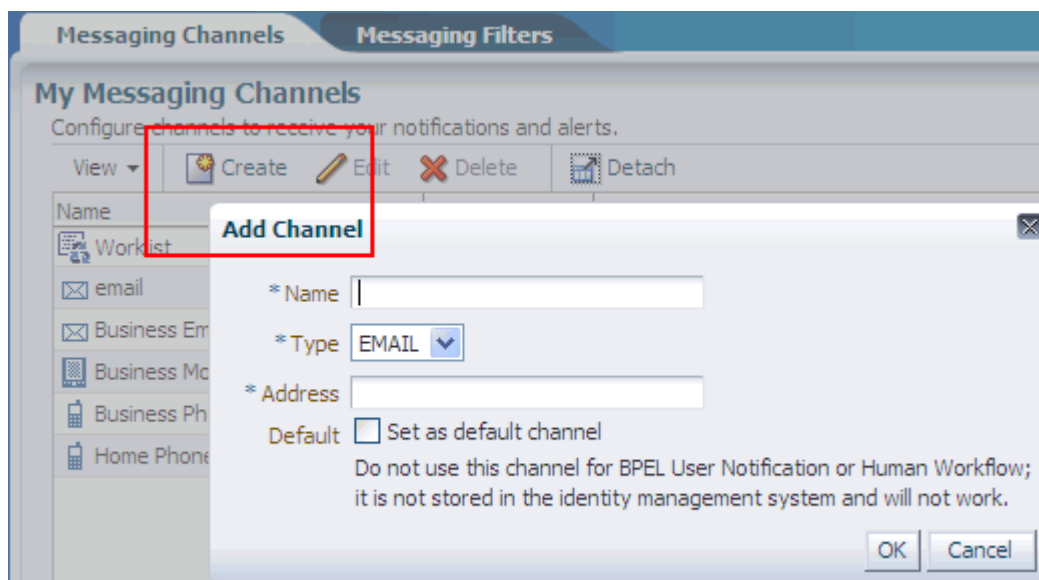 Messaging Channels Messaging Filters
My Messaging Channels
Configure channels to receive your notifications and alerts.
View Create Edit Delete Detach
Name
Worklist
email
Business Em
Business Mo
Business Ph
Home Phone
Add Channel
* Name
* Type EMAIL
* Address
Default Set as default channel
Do not use this channel for BPEL User Notification or Human Workflow;
it is not stored in the identity management system and will not work.
OK Cancel